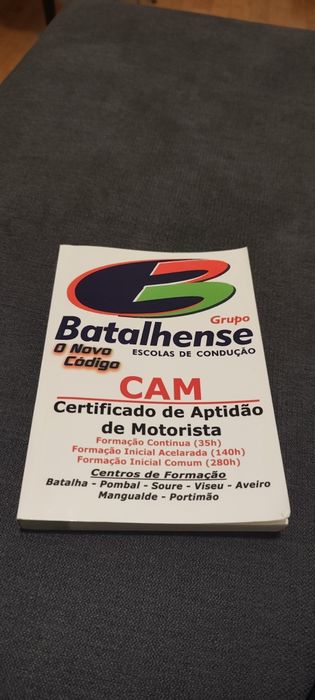 Grupo
Batalhense
ESCOLAS DE CONDUÇÃO
O Novo
Código
CAM
Certificado de Aptidão
de Motorista
Formação Continua (35h)
Formação Inicial Acelarada (140h)
Formação Inicial Comum (280h)
Centros de Formação
Batalha - Pombal - Soure - Viseu - Aveiro
Mangualde - Portimão